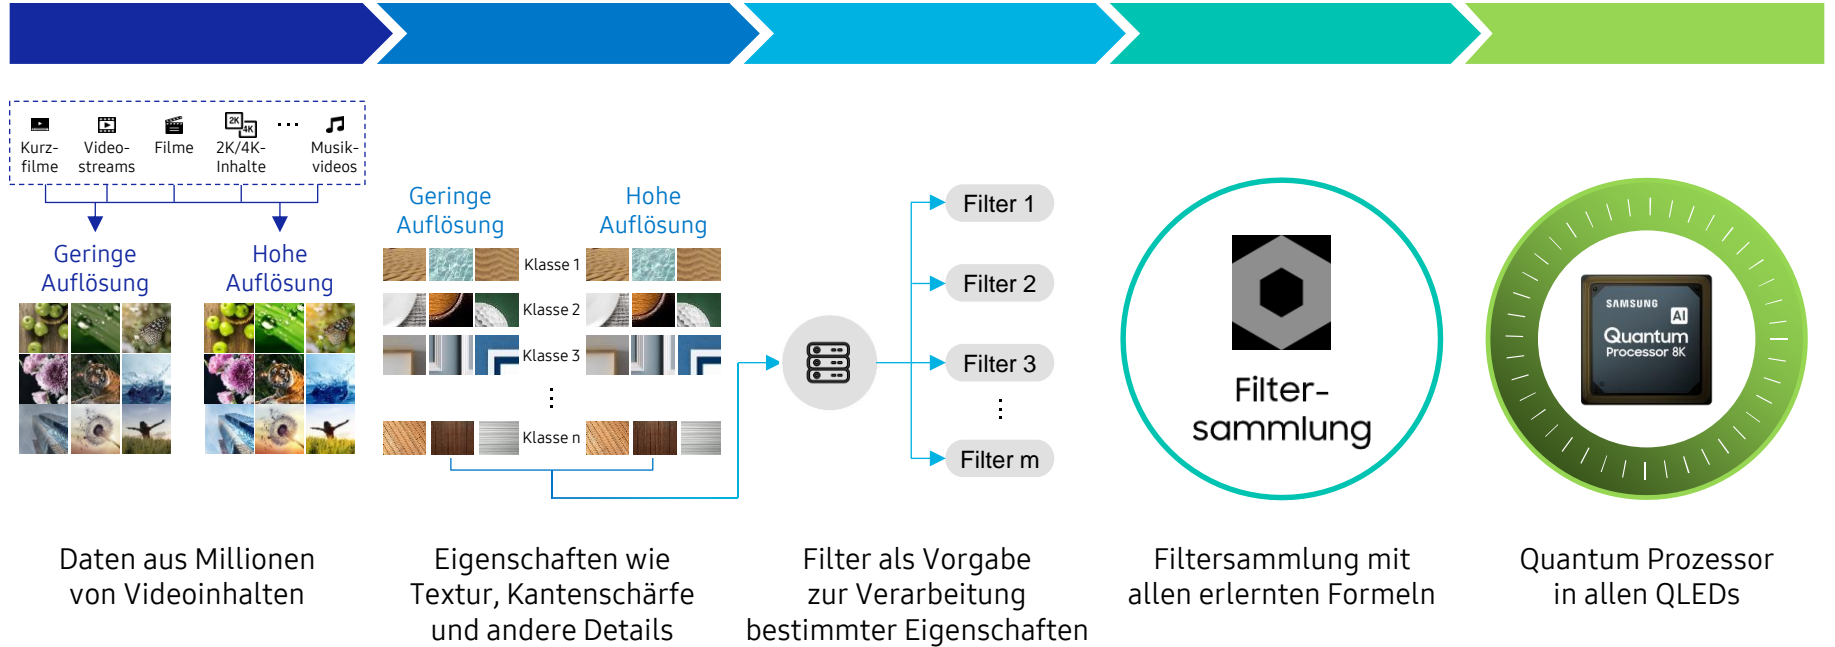 Kurz-
filme
Video-
streams
Filme
2K
4K
2K/4K-
Inhalte
...
Musik-
videos
Geringe
Auflösung
Hohe
Auflösung
Daten aus Millionen
von Videoinhalten
Geringe
Auflösung
Hohe
Auflösung
Klasse 1
Klasse 2
Klasse 3
⋮
Klasse n
Eigenschaften wie
Textur, Kantenschärfe
und andere Details
Filter 1
Filter 2
Filter 3
⋮
Filter m
Filter als Vorgabe
zur Verarbeitung
bestimmter Eigenschaften
Filter-
sammlung
Filtersammlung mit
allen erlernten Formeln
SAMSUNG
AI
Quantum
Processor 8K
Quantum Prozessor
in allen QLEDs